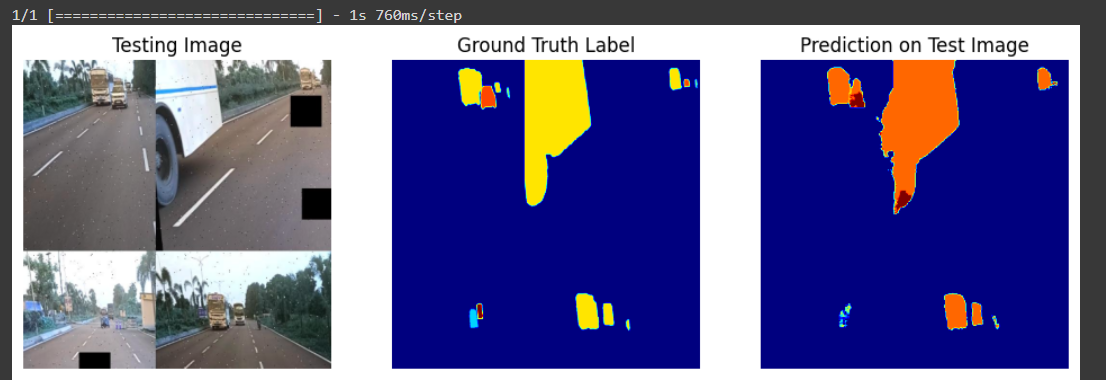 1/1 [==============================] - 1s 760ms/step
Testing Image
Ground Truth Label
Prediction on Test Image